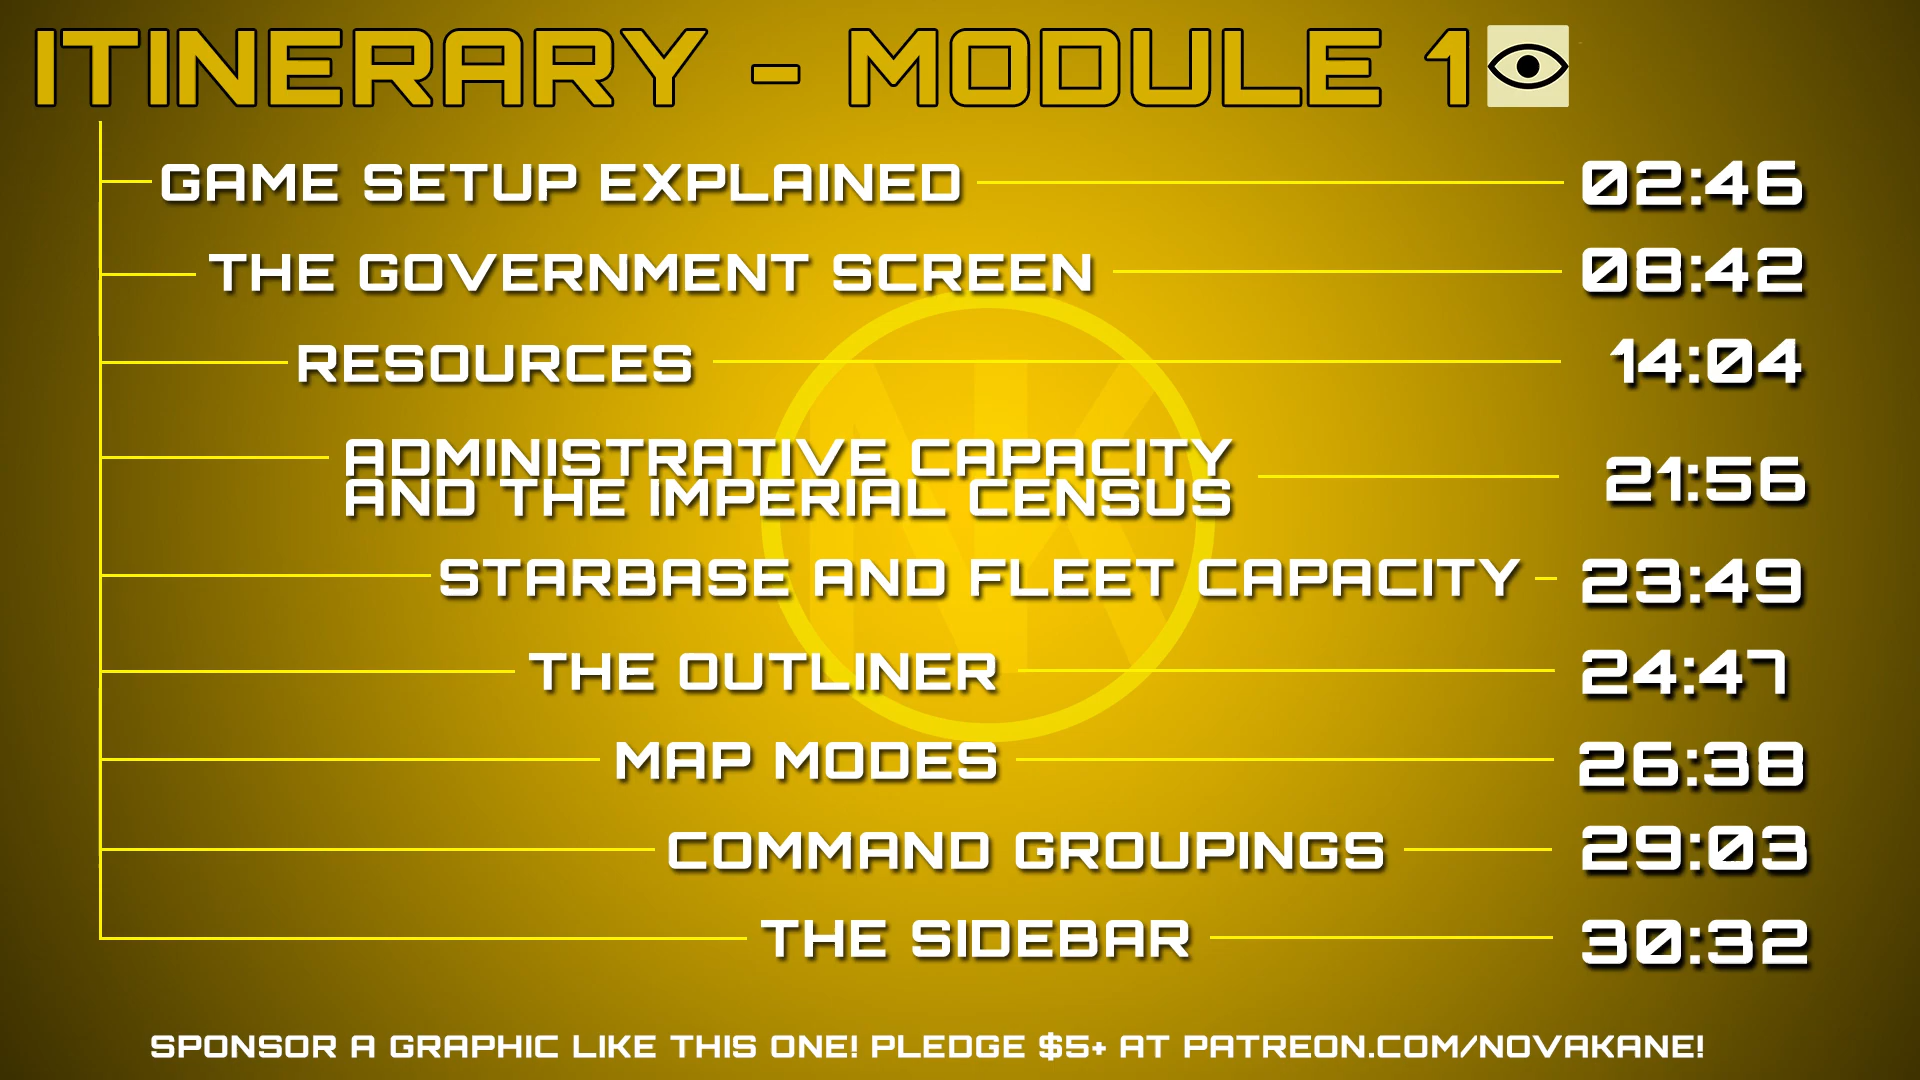 ITINERARY - MODULE 1
GAME SETUP EXPLAINED 02:46
THE GOVERNMENT SCREEN 08:42
RESOURCES 14:04
ADMINISTRATIVE CAPACITY
AND THE IMPERIAL CENSUS 21:56
STARBASE AND FLEET CAPACITY 23:49
THE OUTLINER 24:47
MAP MODES 26:38
COMMAND GROUPINGS 29:03
THE SIDEBAR 30:32
NK
SPONSOR A GRAPHIC LIKE THIS ONE! PLEDGE $5+ AT PATREON.COM/NOVAKANE!